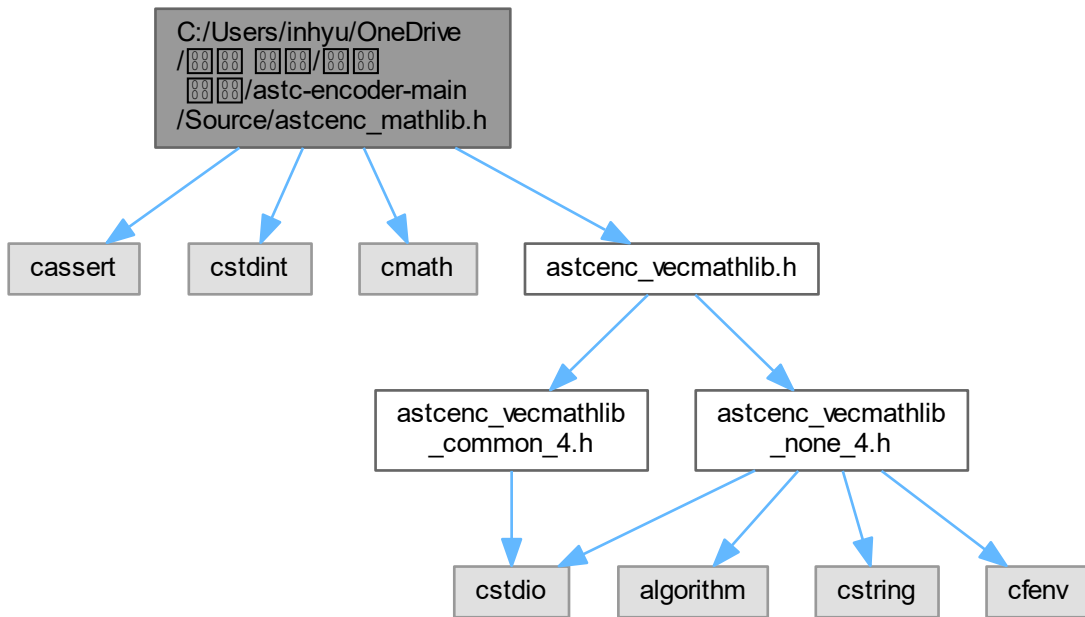 C:/Users/inhyu/OneDrive
/
/
/astc-encoder-main
/Source/astcenc_mathlib.h
cassert
cstdint
cmath
astcenc_vecmathlib.h
astcenc_vecmathlib
_common_4.h
astcenc_vecmathlib
_none_4.h
cstdio
algorithm
cstring
cfenv